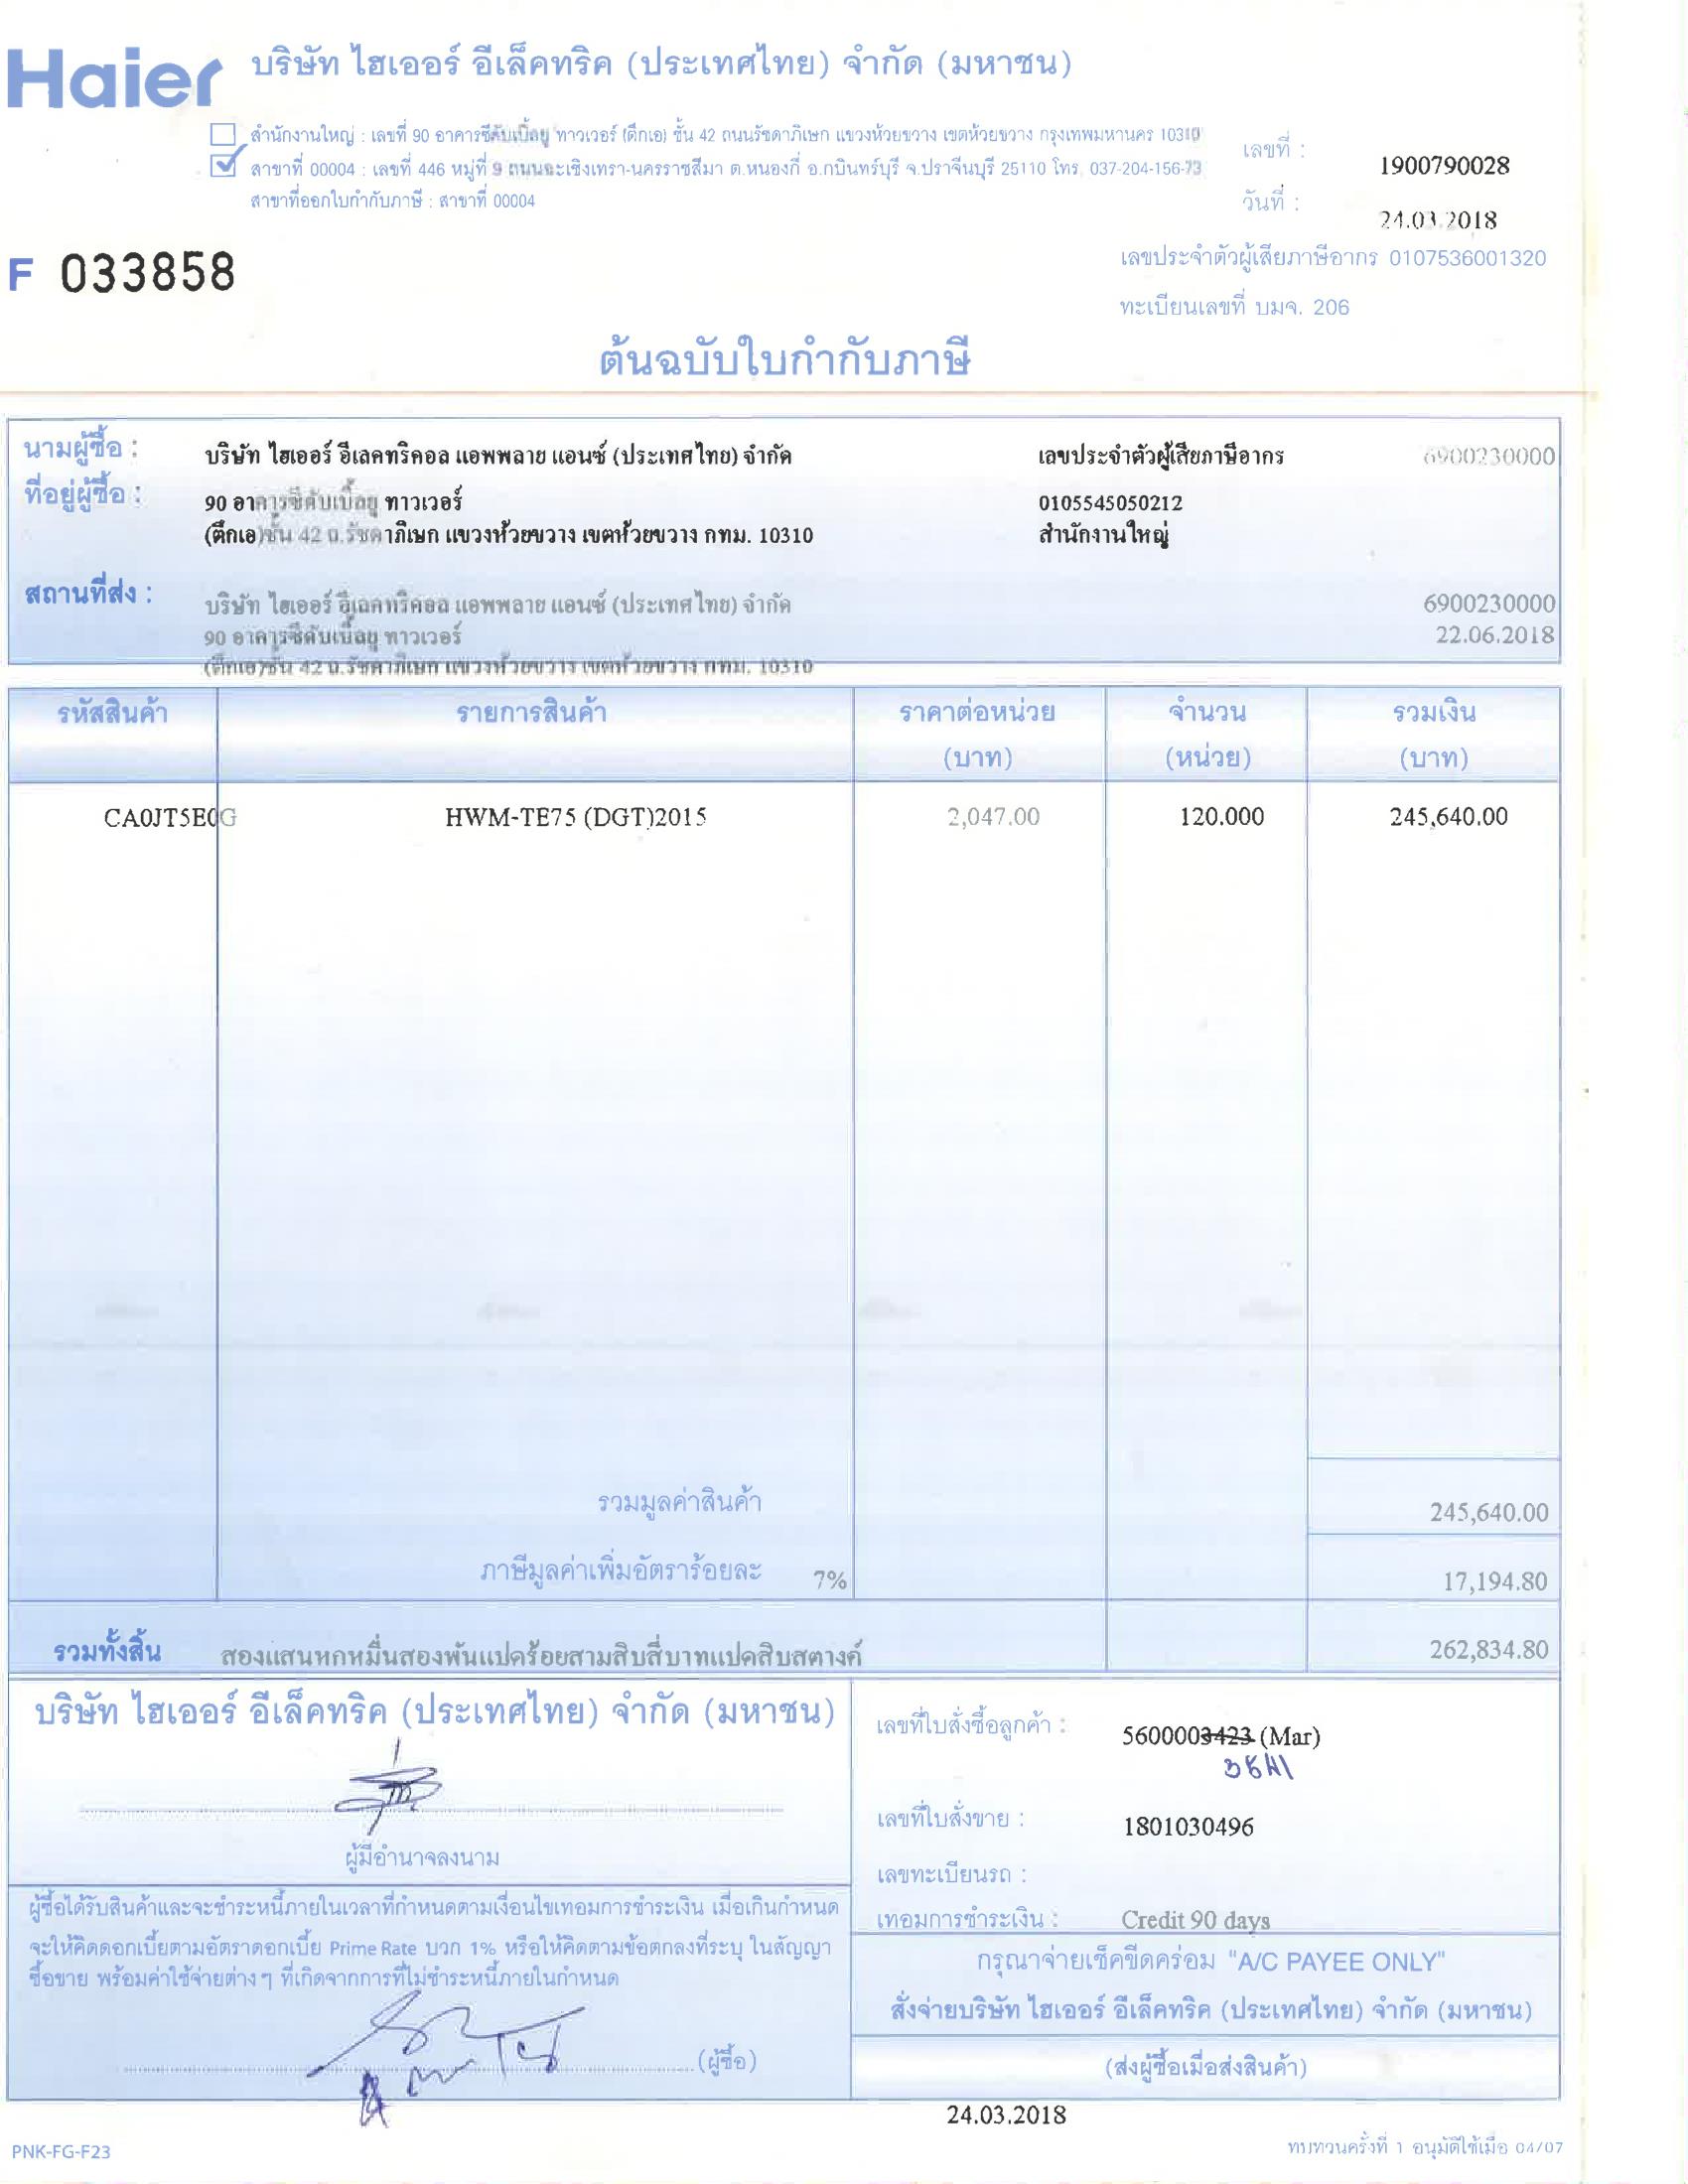 Haier บริษัท ไฮเออร์ อีเล็คทริค (ประเทศไทย) จำกัด (มหาชน)
สำนักงานใหญ่ : เลขที่ 90 อาคารซีดับเบิ้ลยู ทาวเวอร์ (ตึกเอ) ชั้น 42 ถนนรัชดาภิเษก แขวงห้วยขวาง เขตห้วยขวาง กรุงเทพมหานคร 10310
สาขาที่ 00004 : เลขที่ 446 หมู่ที่ 9 ถนนฉะเชิงเทรา-นครราชสีมา ต.หนองกี่ อ.กบินทร์บุรี จ.ปราจีนบุรี 25110 โทร. 037-204-156-73
สาขาที่ออกใบกำกับภาษี : สาขาที่ 00004
เลขที่ : 1900790028
วันที่ : 24.03.2018
F 033858
เลขประจำตัวผู้เสียภาษีอากร 0107536001320
ทะเบียนเลขที่ บมจ. 206
ต้นฉบับใบกำกับภาษี
นามผู้ซื้อ : บริษัท ไฮเออร์ อีเลคทริคอล แอพพลาย แอนซ์ (ประเทศไทย) จำกัด เลขประจำตัวผู้เสียภาษีอากร 6900230000
ที่อยู่ผู้ซื้อ : 90 อาคารซีดับเบิ้ลยู ทาวเวอร์ 0105545050212
(ตึกเอ)ชั้น 42 ถ.รัชดาภิเษก แขวงห้วยขวาง เขตห้วยขวาง กทม. 10310 สำนักงานใหญ่
สถานที่ส่ง : บริษัท ไฮเออร์ อีเลคทริคอล แอพพลาย แอนซ์ (ประเทศไทย) จำกัด 6900230000
90 อาคารซีดับเบิ้ลยู ทาวเวอร์ 22.06.2018
(ตึกเอ)ชั้น 42 ถ.รัชดาภิเษก แขวงห้วยขวาง เขตห้วยขวาง กทม. 10310
รหัสสินค้า รายการสินค้า ราคาต่อหน่วย จำนวน รวมเงิน
(บาท) (หน่วย) (บาท)
CA0JT5E0G HWM-TE75 (DGT)2015 2,047.00 120.000 245,640.00
รวมมูลค่าสินค้า 245,640.00
ภาษีมูลค่าเพิ่มอัตราร้อยละ 7% 17,194.80
รวมทั้งสิ้น สองแสนหกหมื่นสองพันแปดร้อยสามสิบสี่บาทแปดสิบสตางค์ 262,834.80
บริษัท ไฮเออร์ อีเล็คทริค (ประเทศไทย) จำกัด (มหาชน)
ผู้มีอำนาจลงนาม
เลขที่ใบสั่งซื้อลูกค้า : 5600003423 (Mar)
เลขที่ใบสั่งขาย : 1801030496
เลขทะเบียนรถ :
เทอมการชำระเงิน : Credit 90 days
ผู้ซื้อได้รับสินค้าและจะชำระหนี้ภายในเวลาที่กำหนดตามเงื่อนไขเทอมการชำระเงิน เมื่อเกินกำหนด
จะให้คิดดอกเบี้ยตามอัตราดอกเบี้ย Prime Rate บวก 1% หรือให้คิดตามข้อตกลงที่ระบุ ในสัญญา
ซื้อขาย พร้อมค่าใช้จ่ายต่างๆ ที่เกิดจากการที่ไม่ชำระหนี้ภายในกำหนด
(ผู้ซื้อ)
กรุณาจ่ายเช็คขีดคร่อม "A/C PAYEE ONLY"
สั่งจ่ายบริษัท ไฮเออร์ อีเล็คทริค (ประเทศไทย) จำกัด (มหาชน)
(ส่งผู้ซื้อเมื่อส่งสินค้า)
24.03.2018
PNK-FG-F23
ทบทวนครั้งที่ 1 อนุมัติใช้เมื่อ 04/07